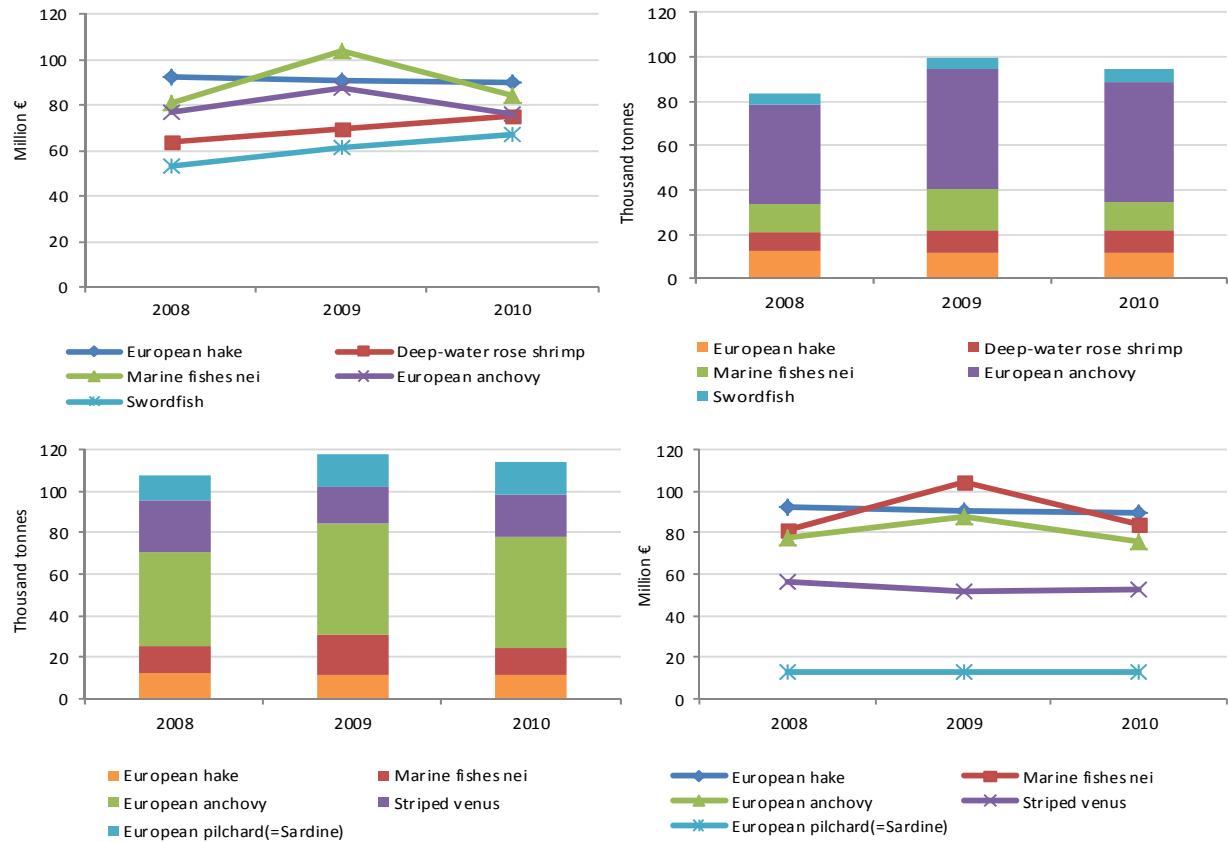 120
100
80
60
40
20
0
Million €
2008
2009
2010
European hake
Deep-water rose shrimp
Marine fishes nei
European anchovy
Swordfish
120
100
80
60
40
20
0
Thousand tonnes
2008
2009
2010
European hake
Deep-water rose shrimp
Marine fishes nei
European anchovy
Swordfish
120
100
80
60
40
20
0
Thousand tonnes
2008
2009
2010
European hake
Marine fishes nei
European anchovy
Striped venus
European pilchard(=Sardine)
120
100
80
60
40
20
0
Million €
2008
2009
2010
European hake
Marine fishes nei
European anchovy
Striped venus
European pilchard(=Sardine)